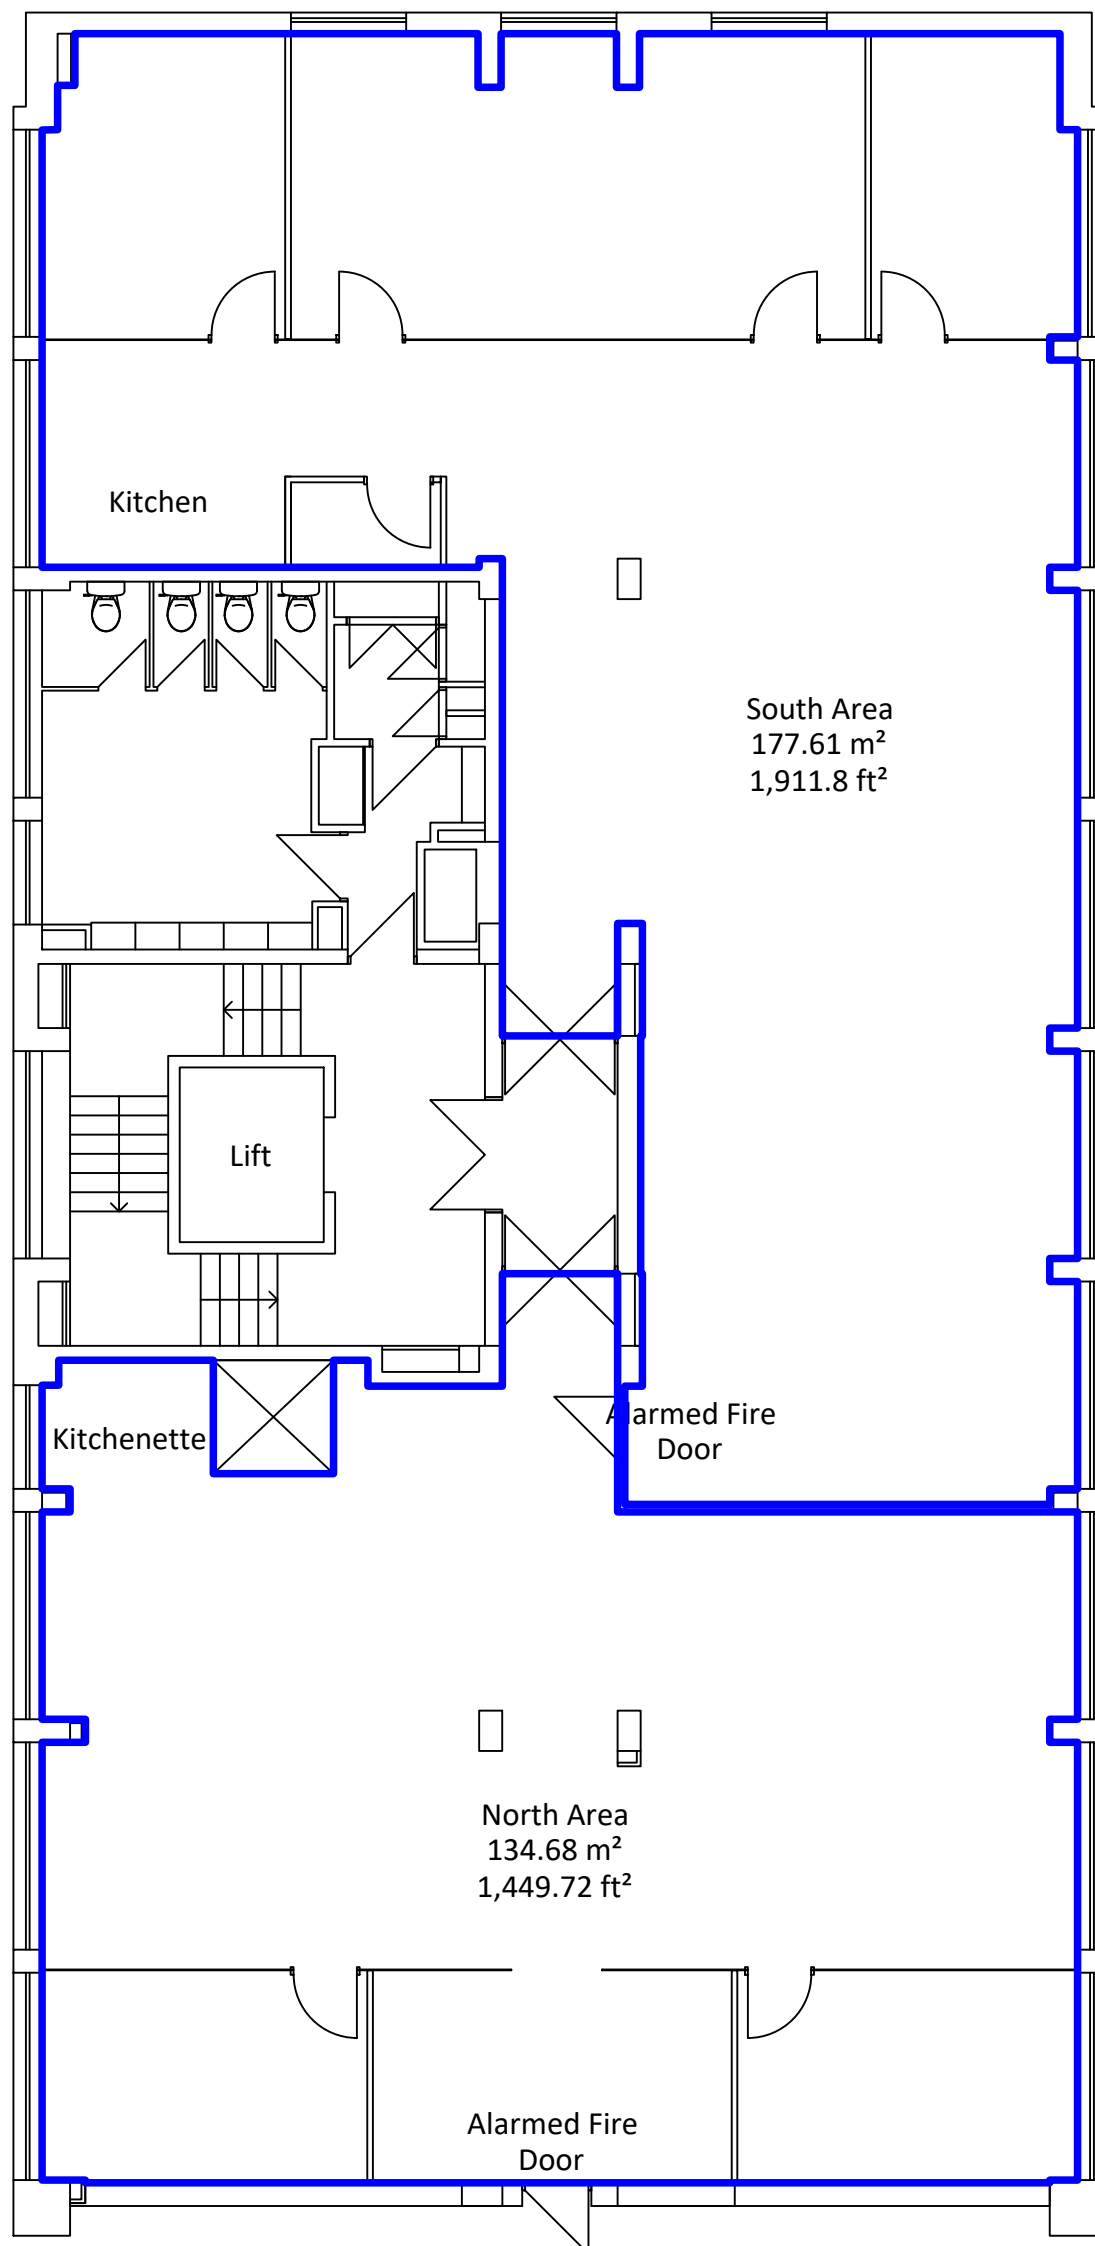 Kitchen
South Area
177.61 m²
1,911.8 ft²
Lift
Kitchenette
Alarmed Fire
Door
North Area
134.68 m²
1,449.72 ft²
Alarmed Fire
Door